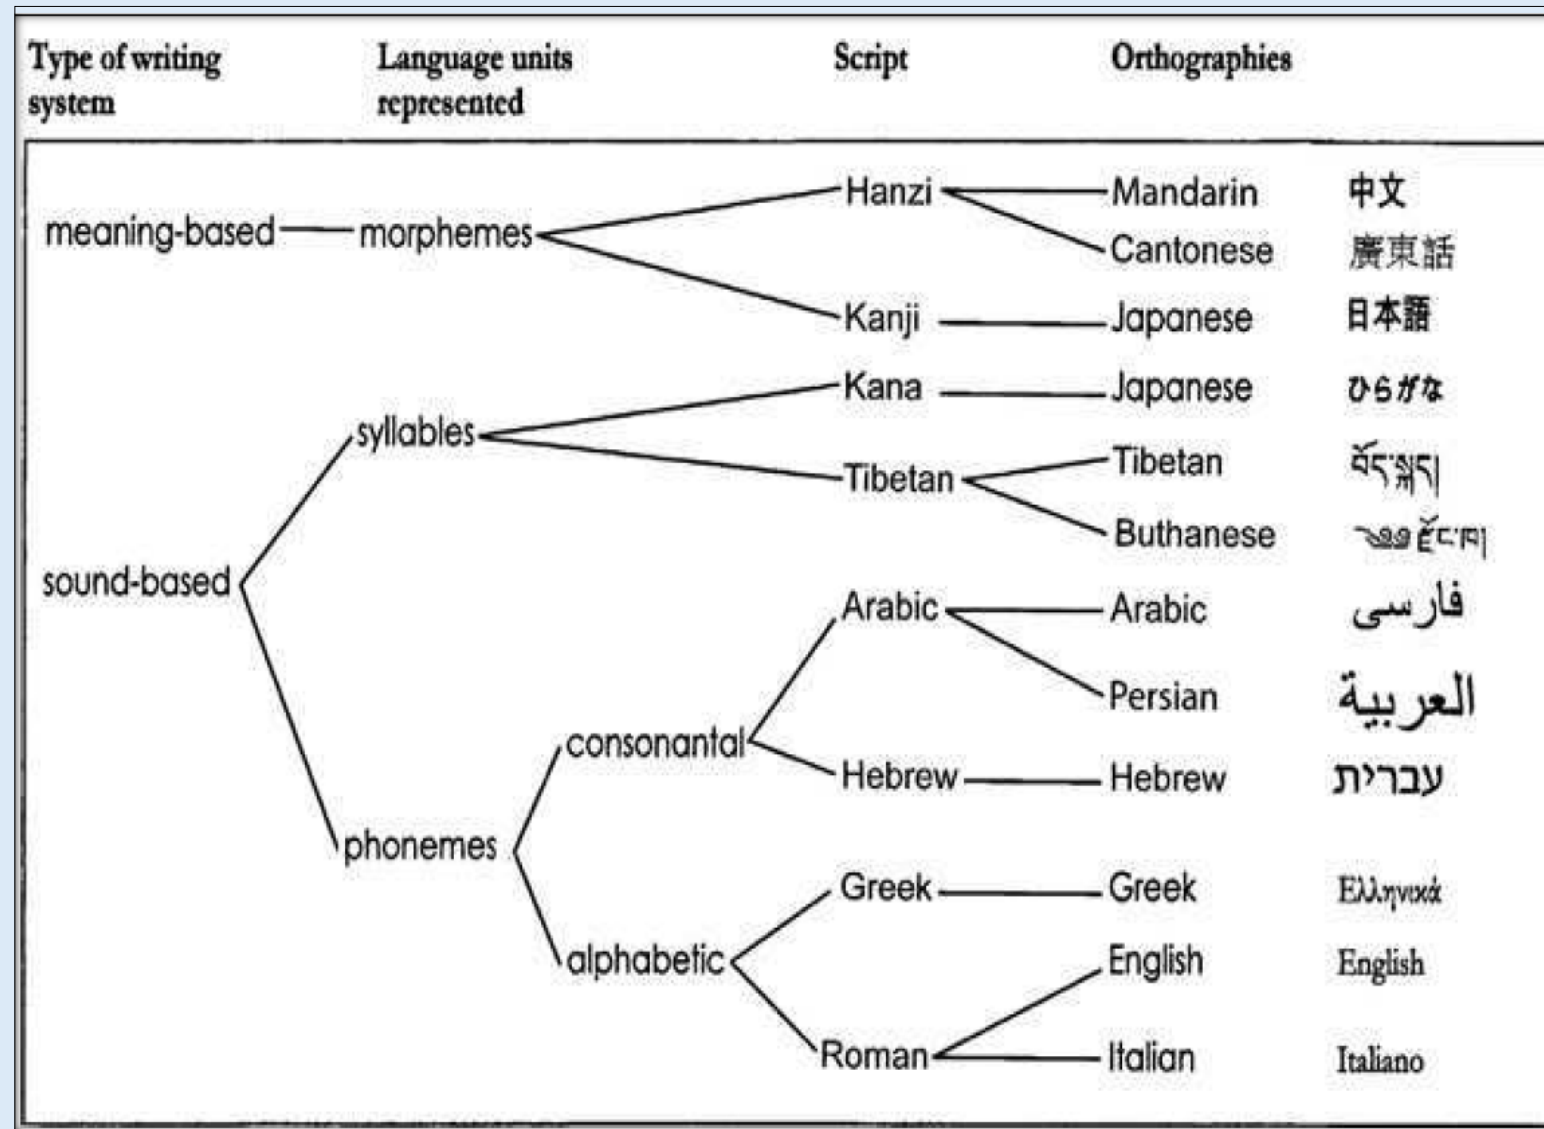 Type of writing system Language units represented Script Orthographies
Hanzi Mandarin 中文
meaning-based morphemes
Cantonese 廣東話
Kanji Japanese 日本語
Kana Japanese ひらがな
syllables
Tibetan Tibetan བོད་སྐད།
Buthanese ༄༅ རྫོང་ཁ།
sound-based
Arabic Arabic فارسى
Persian العربية
consonantal
Hebrew Hebrew עברית
phonemes
Greek Greek Ελληνικά
alphabetic English English
Roman Italian Italiano